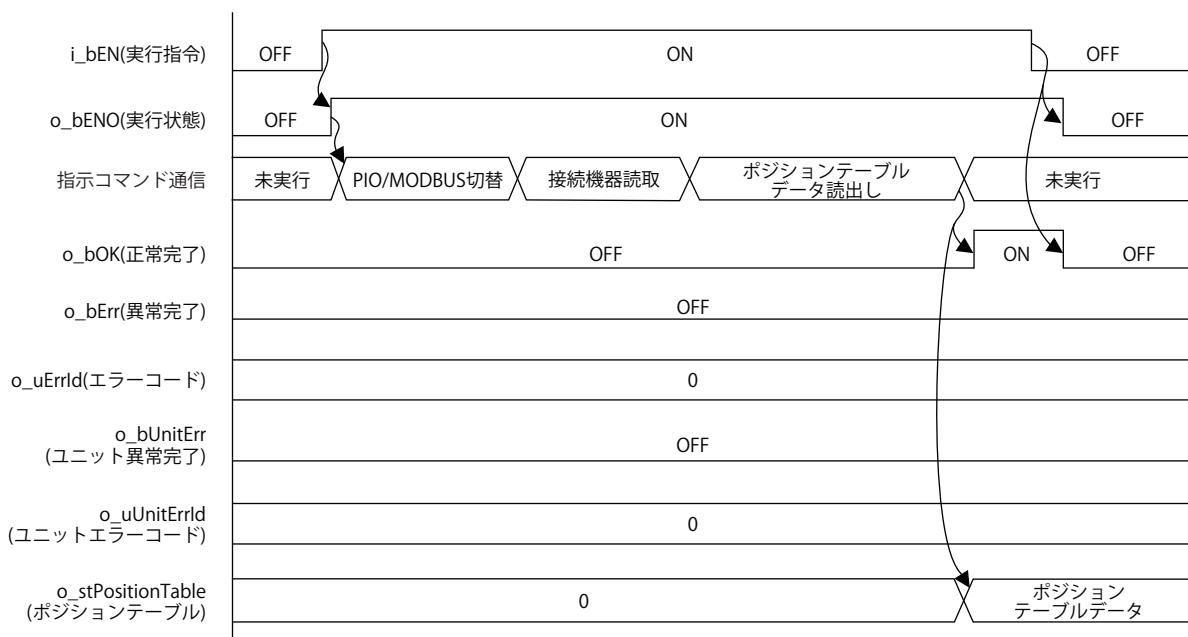 i_bEN(実行指令)
OFF
ON
OFF
o_bENO(実行状態)
OFF
ON
OFF
指示コマンド通信
未実行
PIO/MODBUS切替
接続機器読取
ポジションテーブル
データ読出し
未実行
o_bOK(正常完了)
OFF
ON
OFF
o_bErr(異常完了)
OFF
o_uErrId(エラーコード)
0
o_bUnitErr
(ユニット異常完了)
OFF
o_uUnitErrId
(ユニットエラーコード)
0
o_stPositionTable
(ポジションテーブル)
0
ポジション
テーブルデータ